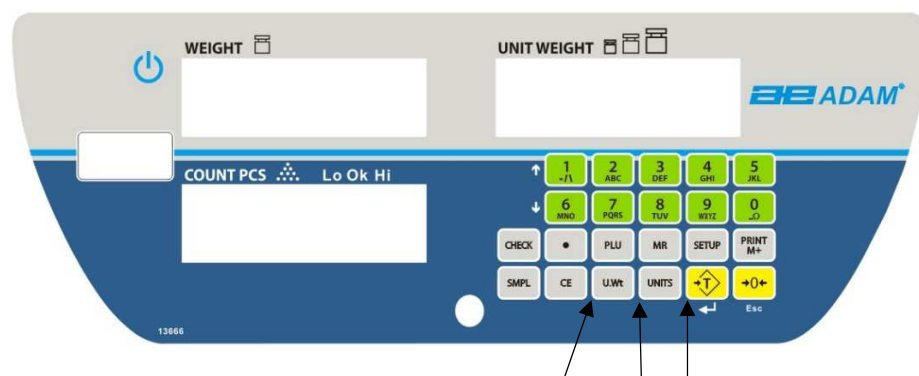 WEIGHT
UNIT WEIGHT
ae ADAM®
COUNT PCS Lo Ok Hi
1 2 3 4 5
-/\ ABC DEF GHI JKL
6 7 8 9 0
MNO PQRS TUV WXYZ
CHECK • PLU MR SETUP PRINT M+
SMPL CE U.Wt UNITS T 0
Esc
13666